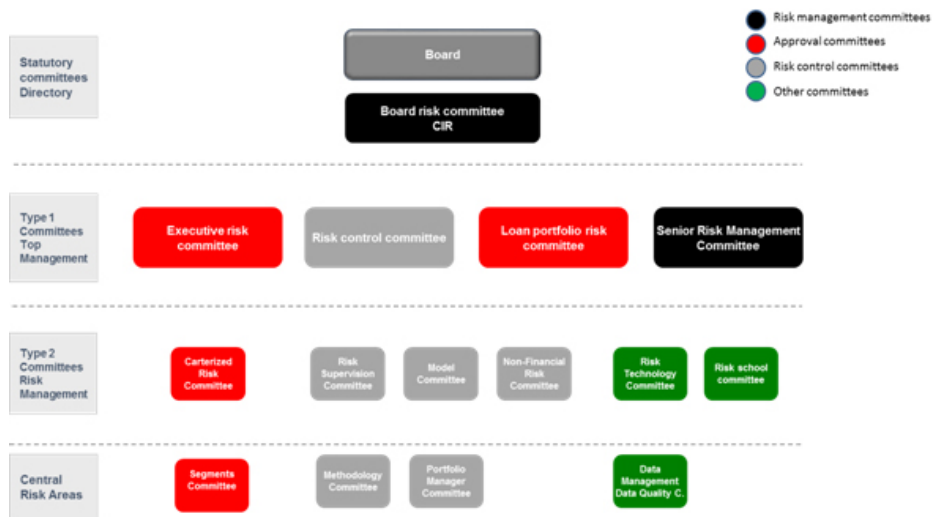 Risk management committees
Approval committees
Risk control committees
Other committees
Statutory
committees
Directory
Board
Board risk committee
CIR
Type 1
Committees
Top
Management
Executive risk
committee
Risk control committee
Loan portfolio risk
committee
Senior Risk Management
Committee
Type 2
Committees
Risk
Management
Carterized
Risk
Committee
Risk
Supervision
Committee
Model
Committee
Non-Financial
Risk
Committee
Risk
Technology
Committee
Risk school
committee
Central
Risk Areas
Segments
Committee
Methodology
Committee
Portfolio
Manager
Committee
Data
Management
Data Quality C.